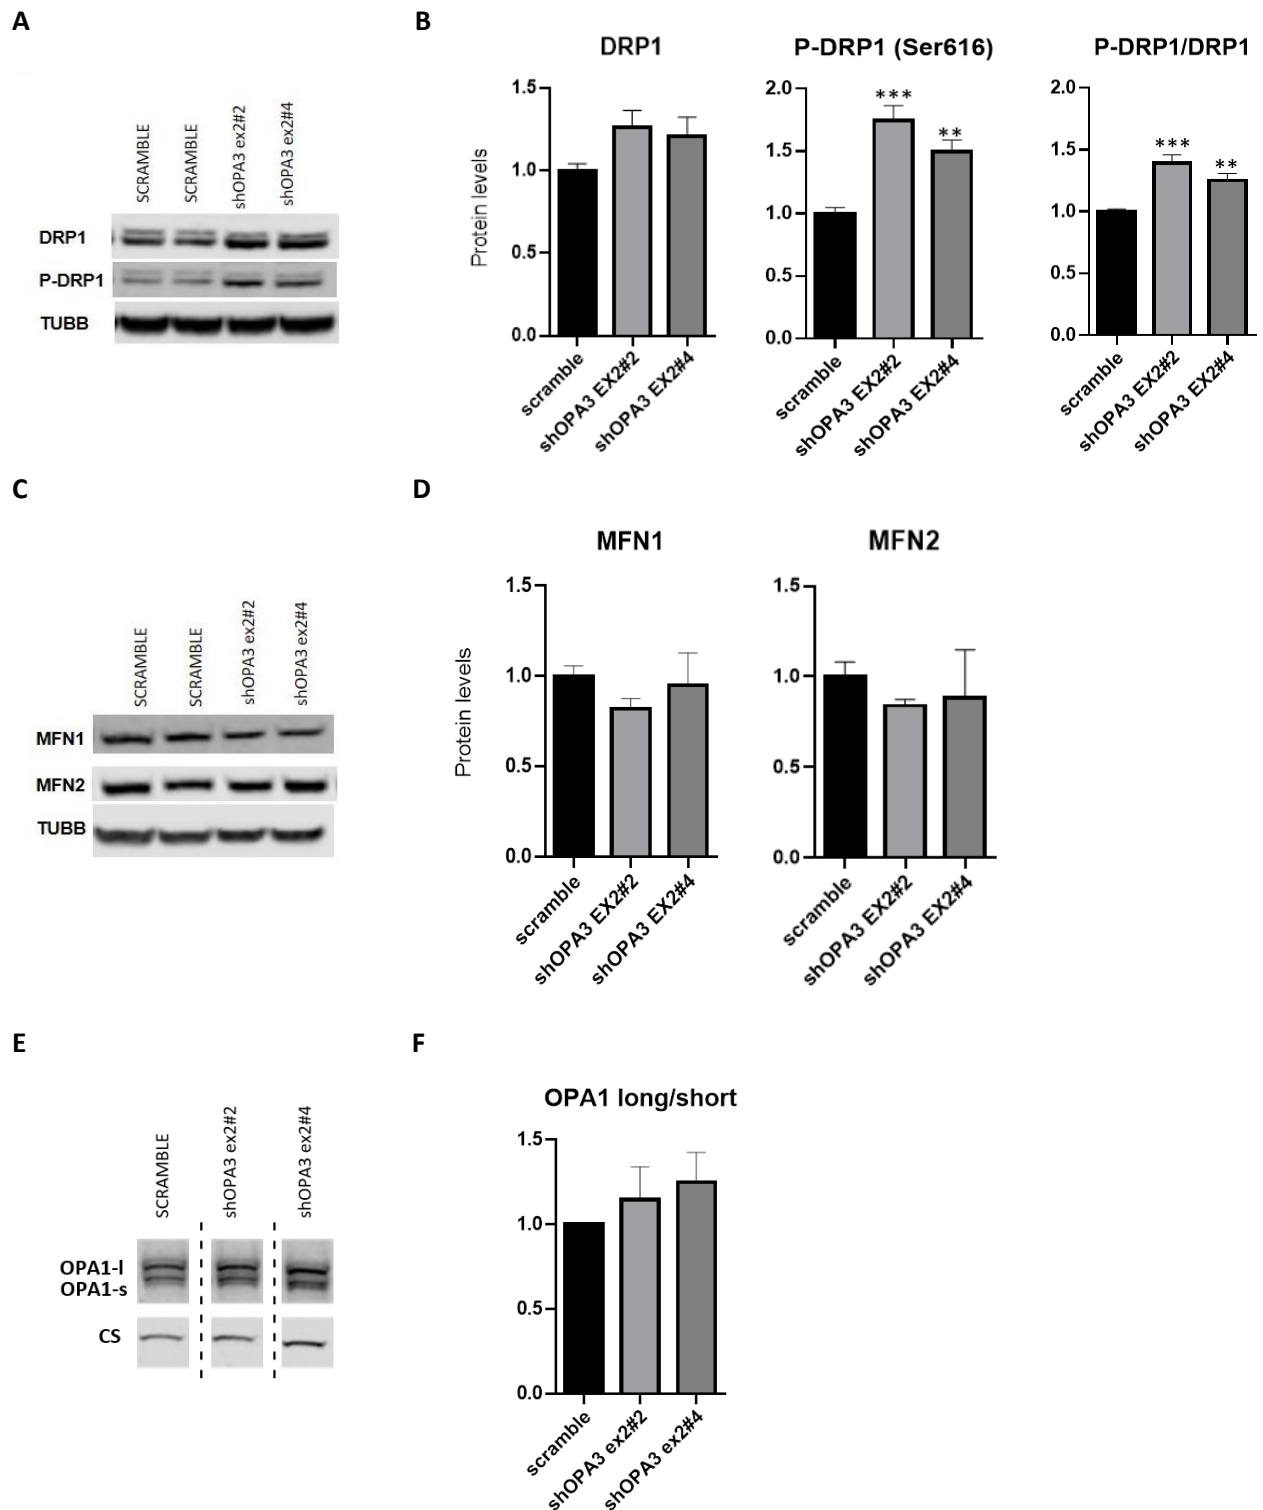 A
B
SCRAMBLE
SCRAMBLE
shOPA3 ex2#2
shOPA3 ex2#4
DRP1
P-DRP1
TUBB
DRP1
Protein levels
1.5
1.0
0.5
0.0
scramble
shOPA3 EX2#2
shOPA3 EX2#4
P-DRP1 (Ser616)
2.0
1.5
1.0
0.5
0.0
***
**
scramble
shOPA3 EX2#2
shOPA3 EX2#4
P-DRP1/DRP1
2.0
1.5
1.0
0.5
0.0
***
**
scramble
shOPA3 EX2#2
shOPA3 EX2#4
C
D
SCRAMBLE
SCRAMBLE
shOPA3 ex2#2
shOPA3 ex2#4
MFN1
MFN2
TUBB
MFN1
Protein levels
1.5
1.0
0.5
0.0
scramble
shOPA3 EX2#2
shOPA3 EX2#4
MFN2
1.5
1.0
0.5
0.0
scramble
shOPA3 EX2#2
shOPA3 EX2#4
E
F
SCRAMBLE
shOPA3 ex2#2
shOPA3 ex2#4
OPA1-l
OPA1-s
CS
OPA1 long/short
1.5
1.0
0.5
0.0
scramble
shOPA3 ex2#2
shOPA3 ex2#4